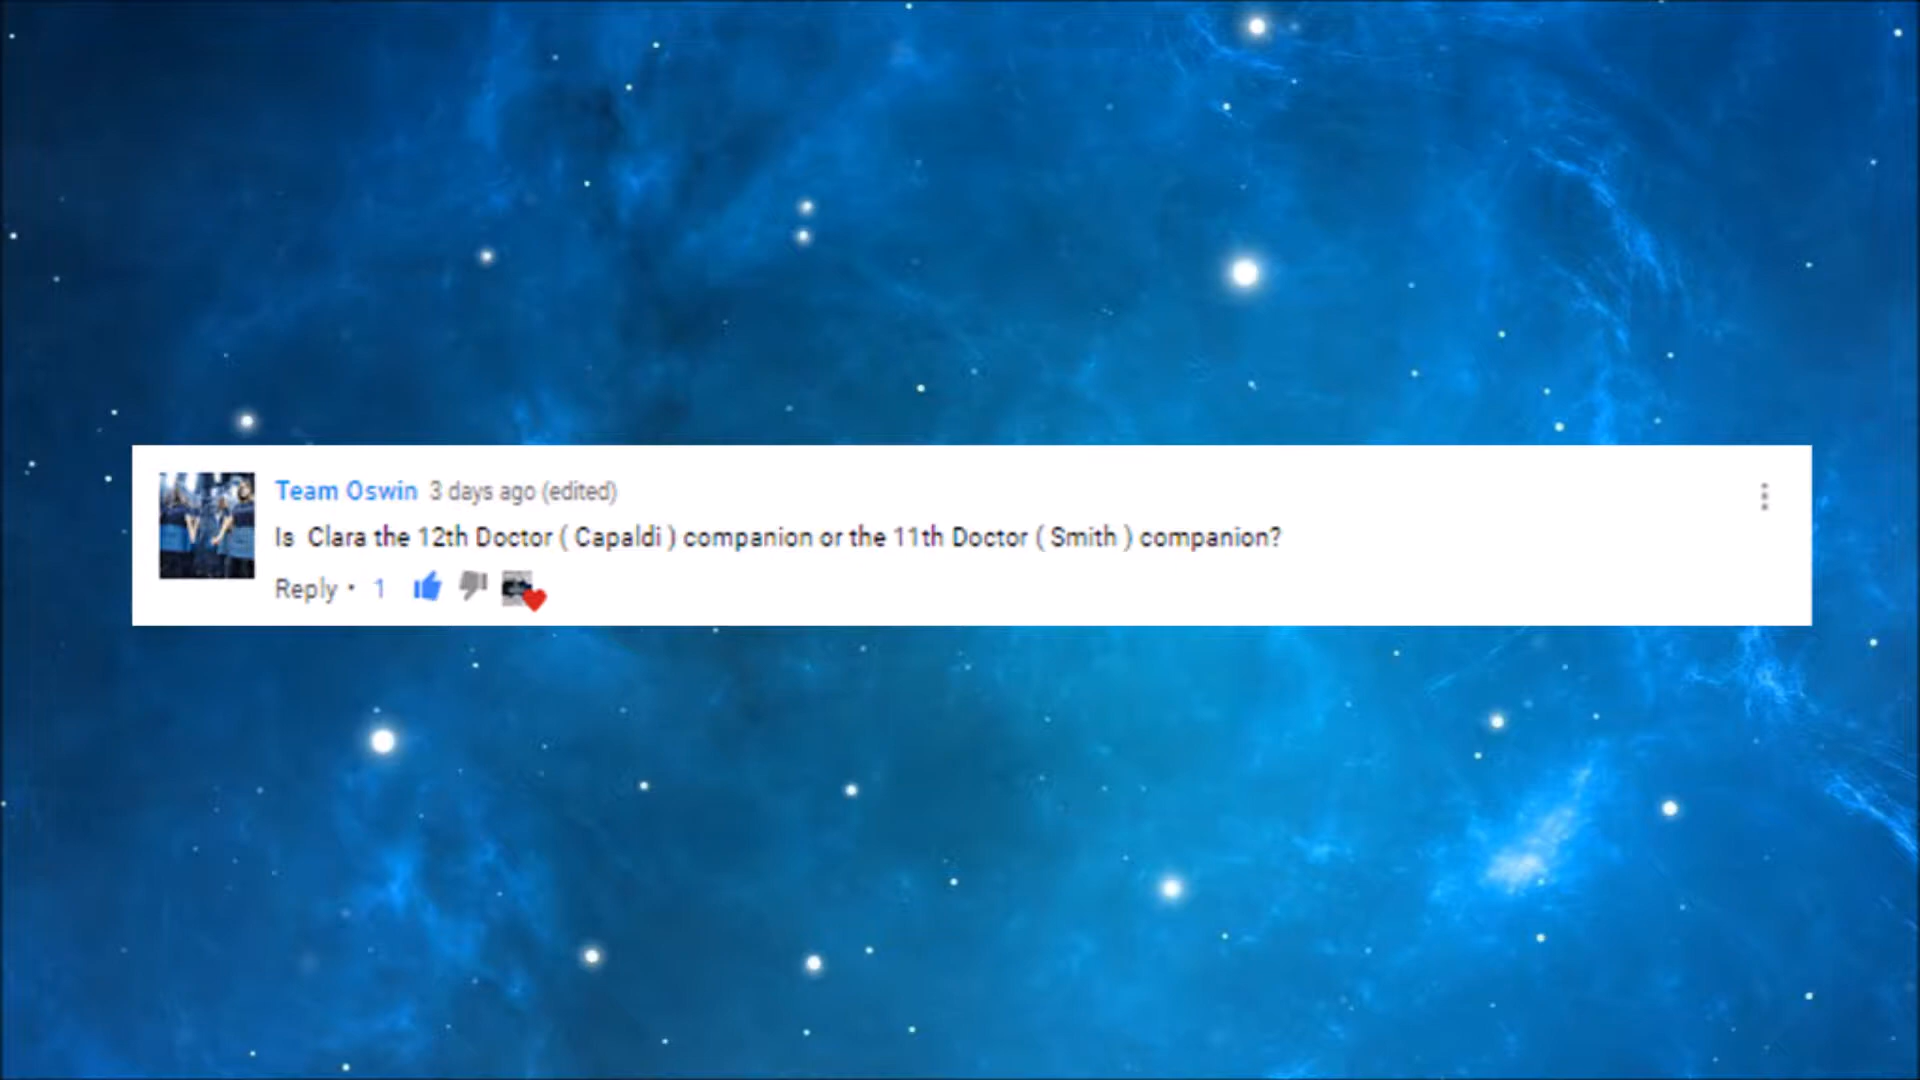 Team Oswin 3 days ago (edited)
Is Clara the 12th Doctor ( Capaldi ) companion or the 11th Doctor ( Smith ) companion?
Reply • 1